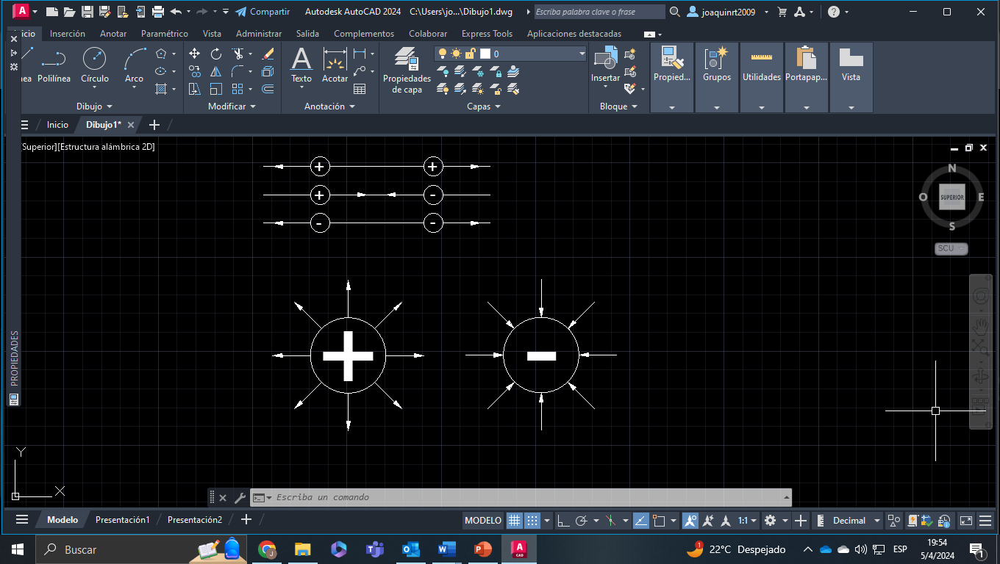 A Compartir Autodesk AutoCAD 2024 C:\Users\jo...\Dibujo1.dwg Escriba palabra clave o frase joaquinrt2009 ?
icio Inserción Anotar Paramétrico Vista Administrar Salida Complementos Colaborar Express Tools Aplicaciones destacadas
nea Polilínea Círculo Arco A Texto Acotar Propiedades de capa 0 Insertar Propied... Grupos Utilidades Portapap... Vista
Dibujo Modificar Anotación Capas Bloque
Inicio Dibujo1* +
Superior][Estructura alámbrica 2D]
+ +
+ -
- -
N
O SUPERIOR E
S
SCU
+ -
PROPIEDADES
Y
X
Escriba un comando
Modelo Presentación1 Presentación2 + MODELO 1:1 Decimal
Buscar J A CAD 1 22°C Despejado ESP 19:54
5/4/2024 1